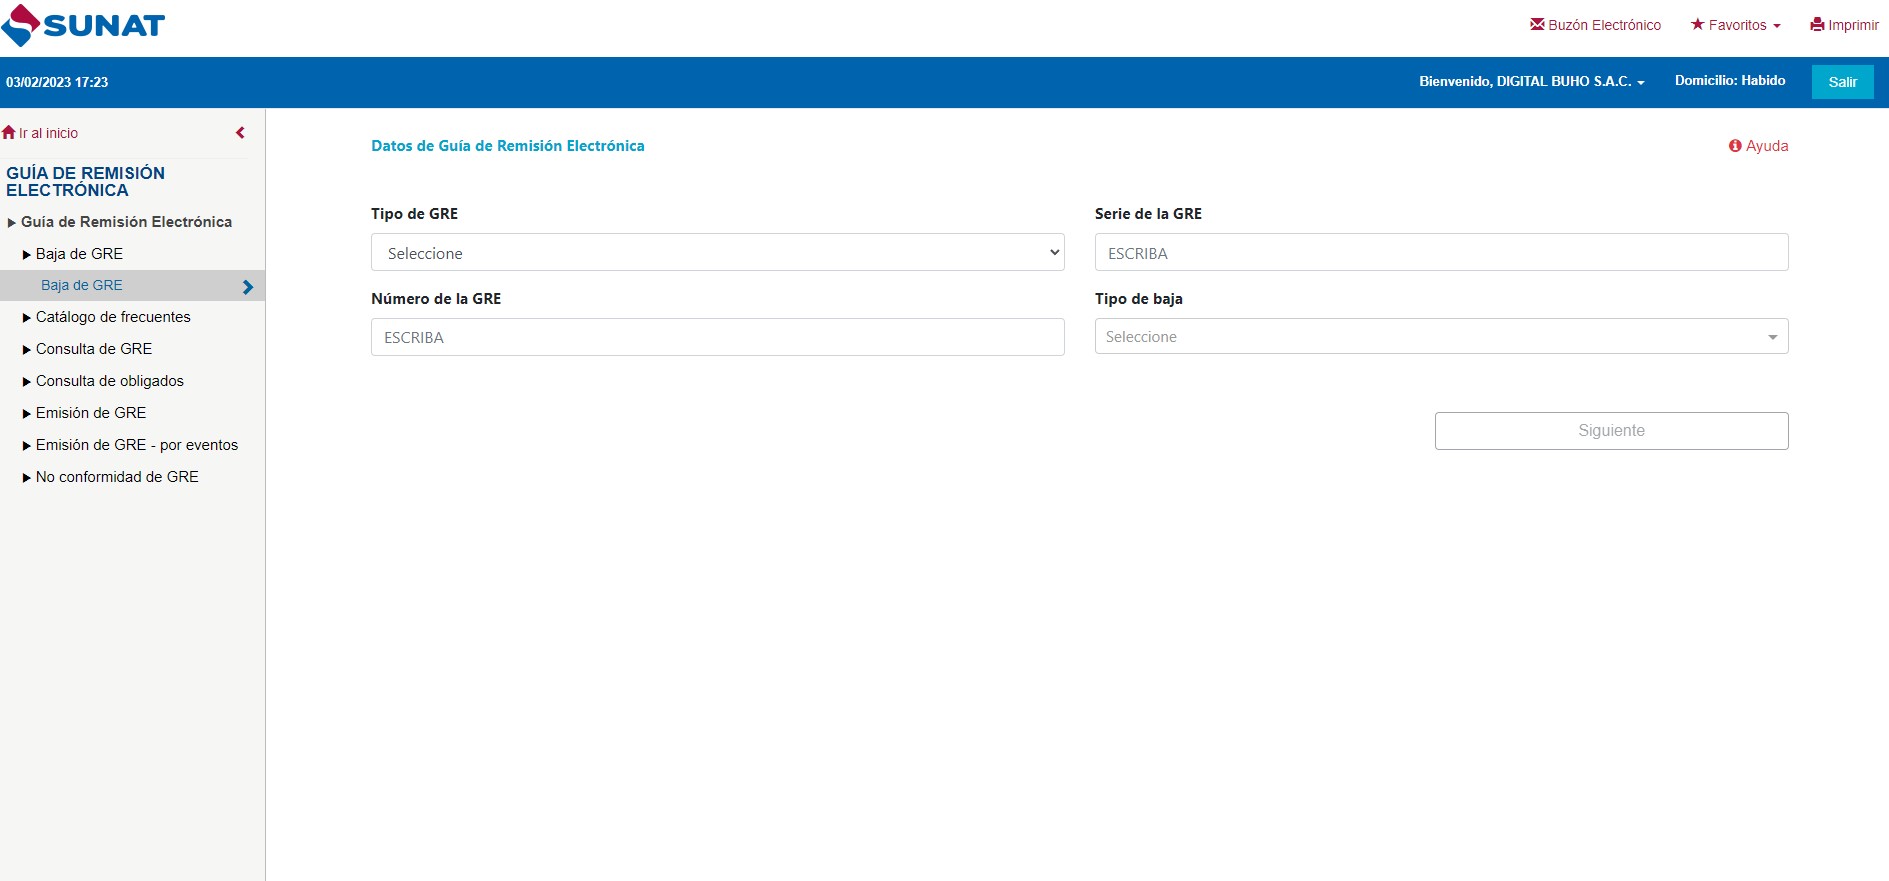 SUNAT
Buzón Electrónico
Favoritos
Imprimir
03/02/2023 17:23
Bienvenido, DIGITAL BUHO S.A.C.
Domicilio: Habido
Salir
Ir al inicio
GUÍA DE REMISIÓN
ELECTRÓNICA
Guía de Remisión Electrónica
Baja de GRE
Baja de GRE
Catálogo de frecuentes
Consulta de GRE
Consulta de obligados
Emisión de GRE
Emisión de GRE - por eventos
No conformidad de GRE
Datos de Guía de Remisión Electrónica
Ayuda
Tipo de GRE
Seleccione
Serie de la GRE
ESCRIBA
Número de la GRE
ESCRIBA
Tipo de baja
Seleccione
Siguiente